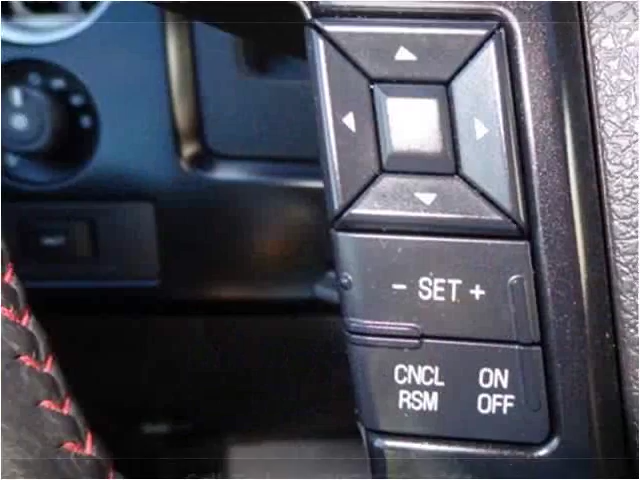 - SET +
CNCL ON
RSM OFF